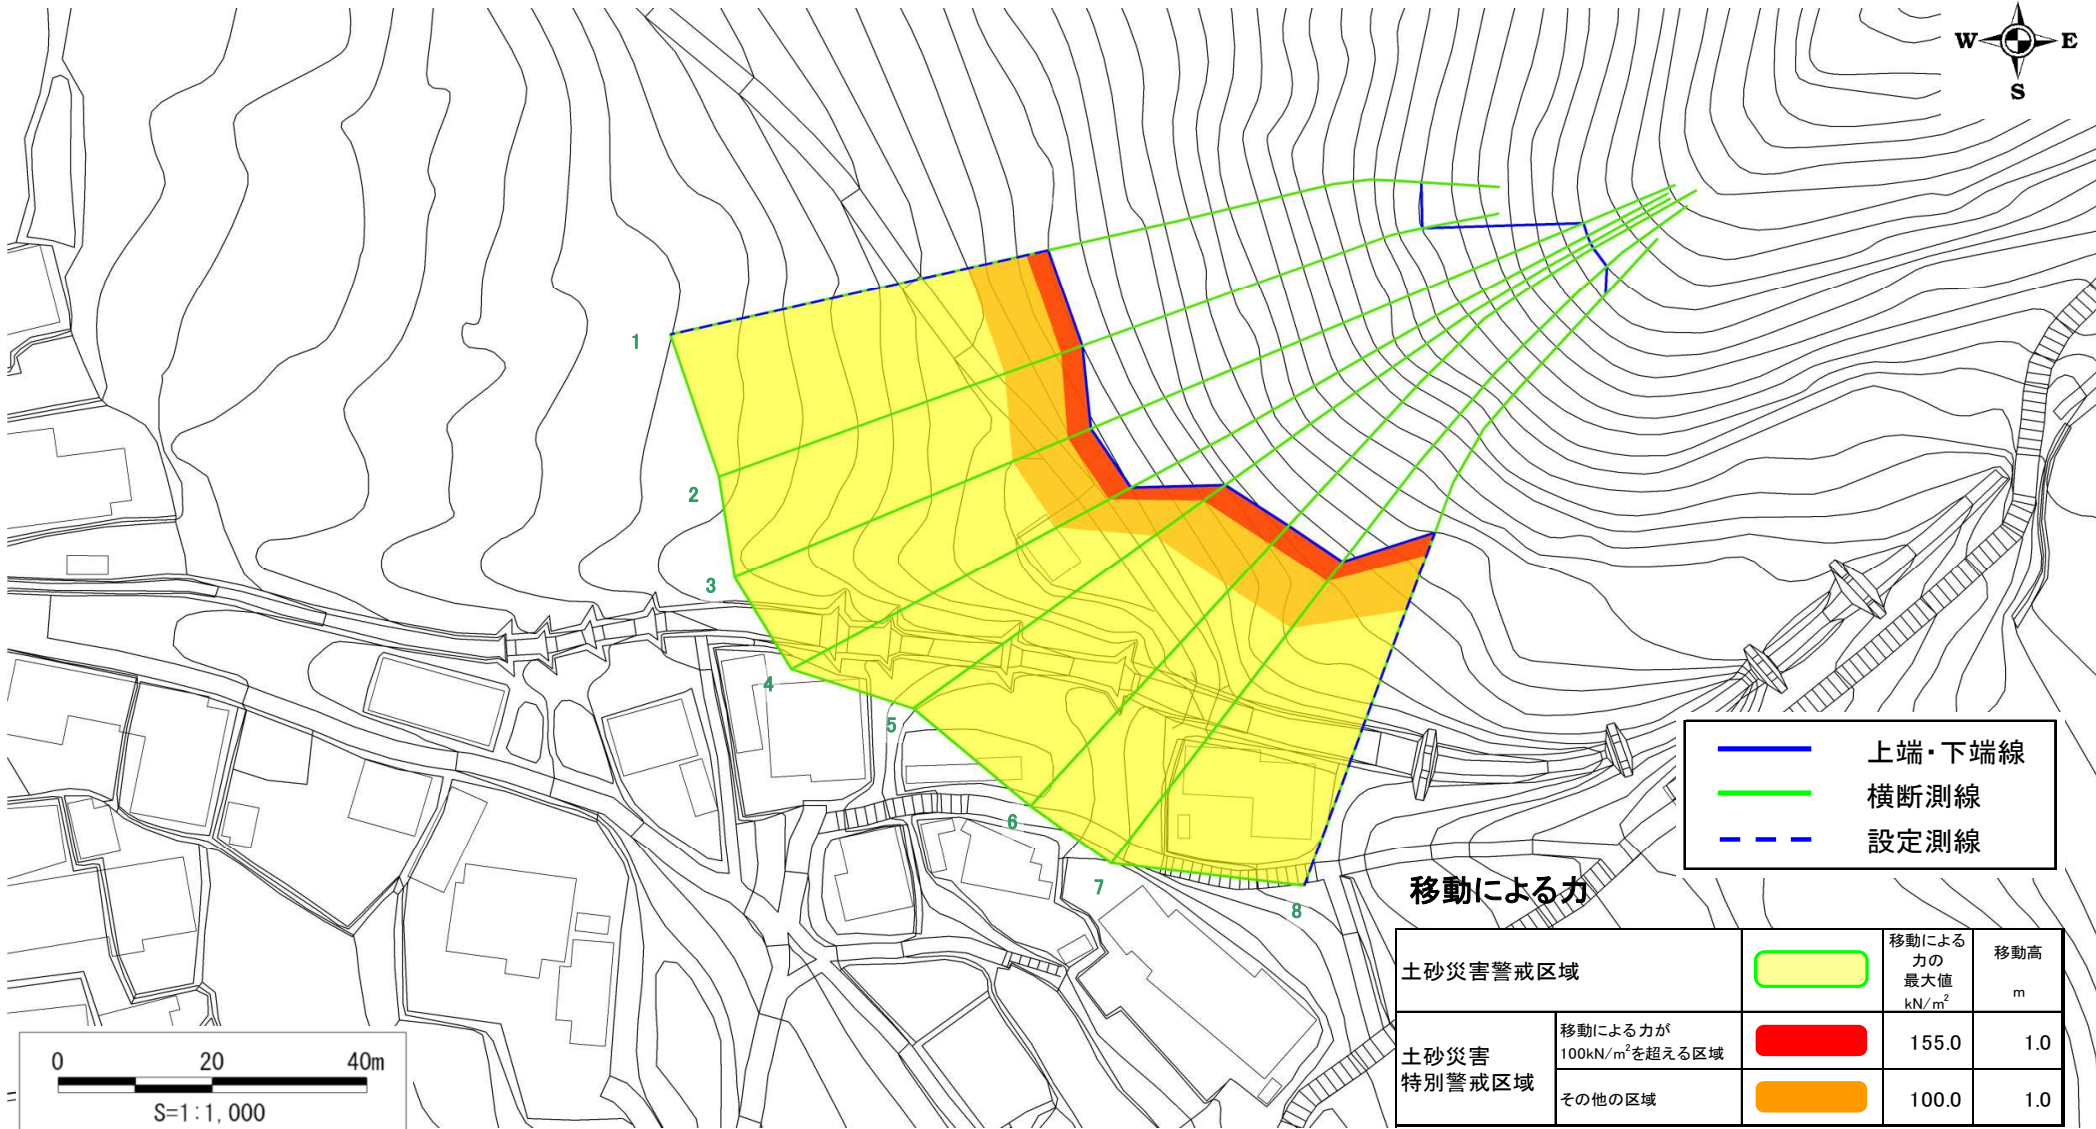 W E
S
1
2
3
4
5
6
7
8
上端・下端線
横断測線
設定測線
移動による力
土砂災害警戒区域
移動による
力の
最大値
kN/m²
移動高
m
土砂災害
特別警戒区域
移動による力が
100kN/m²を超える区域
155.0 1.0
その他の区域
100.0 1.0
0 20 40m
S=1:1,000